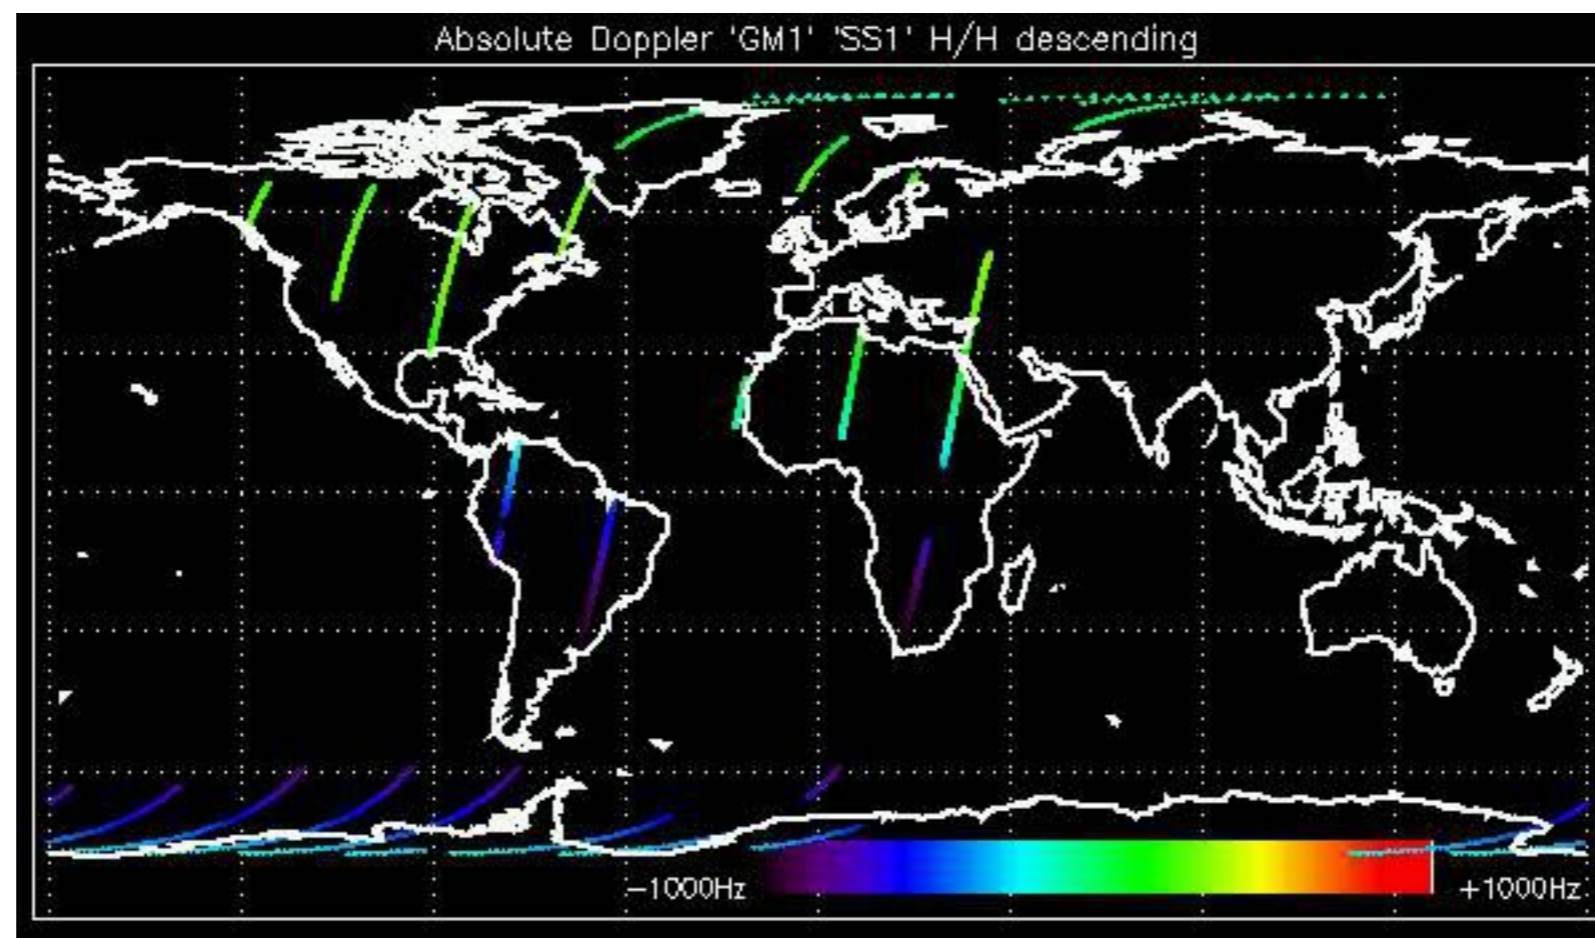 Absolute Doppler 'GM1' 'SS1' H/H descending
-1000Hz
+1000Hz